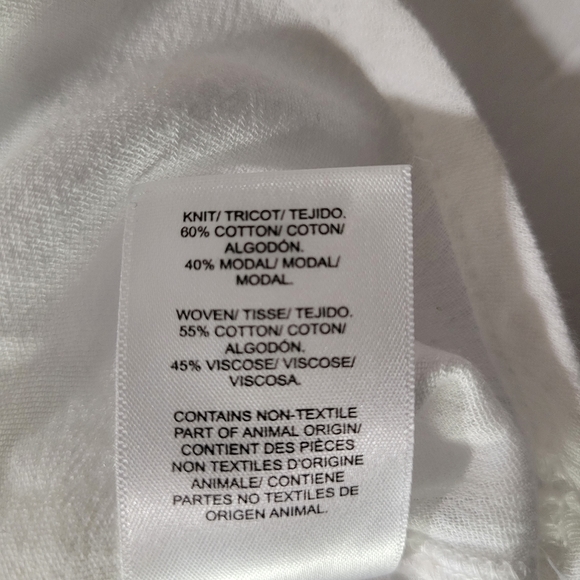 KNIT/ TRICOT/ TEJIDO.
60% COTTON/ COTON/
ALGODÓN.
40% MODAL/ MODAL/
MODAL.
WOVEN/ TISSE/ TEJIDO.
55% COTTON/ COTON/
ALGODÓN.
45% VISCOSE/ VISCOSE/
VISCOSA.
CONTAINS NON-TEXTILE
PART OF ANIMAL ORIGIN/
CONTIENT DES PIÈCES
NON TEXTILES D'ORIGINE
ANIMALE/ CONTIENE
PARTES NO TEXTILES DE
ORIGEN ANIMAL.